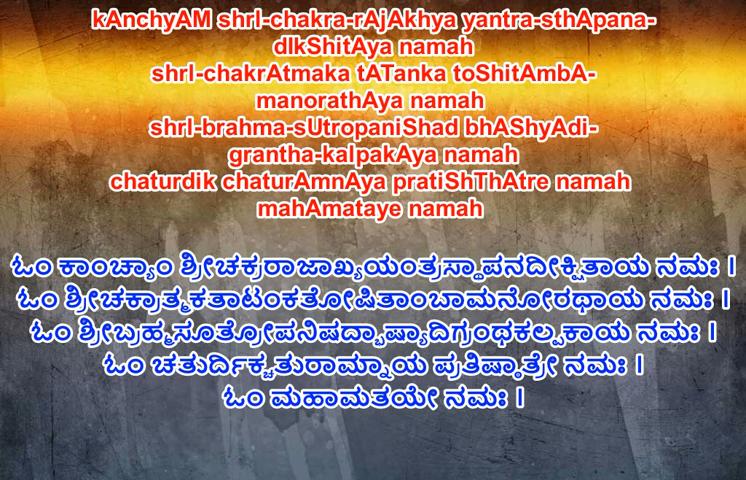 kAnchyAM shrI-chakra-rAjAkhya yantra-sthApana-
dIkShitAya namah
shrI-chakrAtmaka tATanka toShitAmbA-
manorathAya namah
shrI-brahma-sUtropaniShad bhAShyAdi-
grantha-kalpakAya namah
chaturdik chaturAmnAya pratiShThAtre namah
mahAmataye namah
ಓಂ ಕಾಂಚ್ಯಾಂ ಶ್ರೀಚಕ್ರರಾಜಾಖ್ಯಯಂತ್ರಸ್ಥಾಪನದೀಕ್ಷಿತಾಯ ನಮಃ ।
ಓಂ ಶ್ರೀಚಕ್ರಾತ್ಮಕತಾಟಂಕತೋಷಿತಾಂಬಾಮನೋರಥಾಯ ನಮಃ ।
ಓಂ ಶ್ರೀಬ್ರಹ್ಮಸೂತ್ರೋಪನಿಷದ್ಭಾಷ್ಯಾದಿಗ್ರಂಥಕಲ್ಪಕಾಯ ನಮಃ ।
ಓಂ ಚತುರ್ದಿಕ್ಚತುರಾಮ್ನಾಯ ಪ್ರತಿಷ್ಠಾತ್ರೇ ನಮಃ ।
ಓಂ ಮಹಾಮತಯೇ ನಮಃ ।